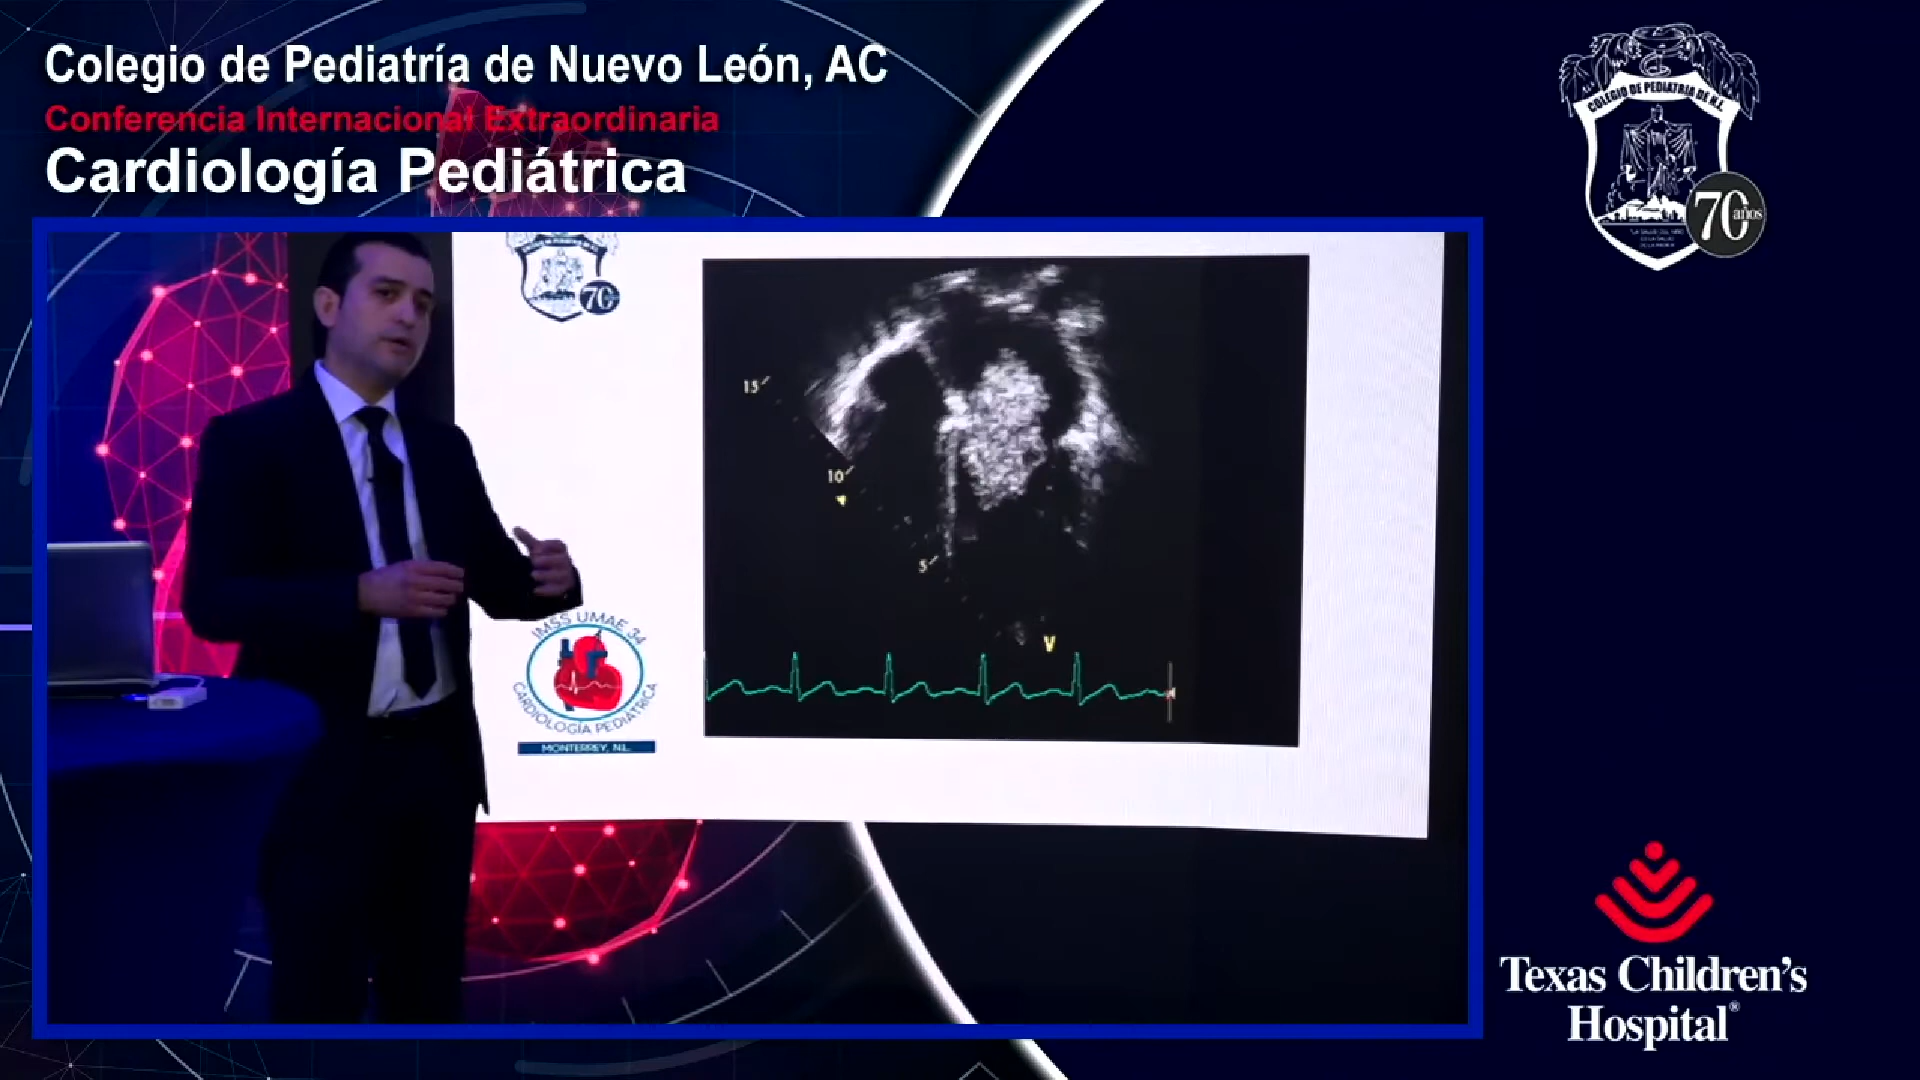 Colegio de Pediatría de Nuevo León, AC
Conferencia Internacional Extraordinaria
Cardiología Pediátrica
COLEGIO DE PEDIATRIA DE N.L.
70 años
70
15
10
5
V
IMSS UMAE 34
CARDIOLOGÍA PEDIÁTRICA
MONTERREY, N.L.
Texas Children's
Hospital®